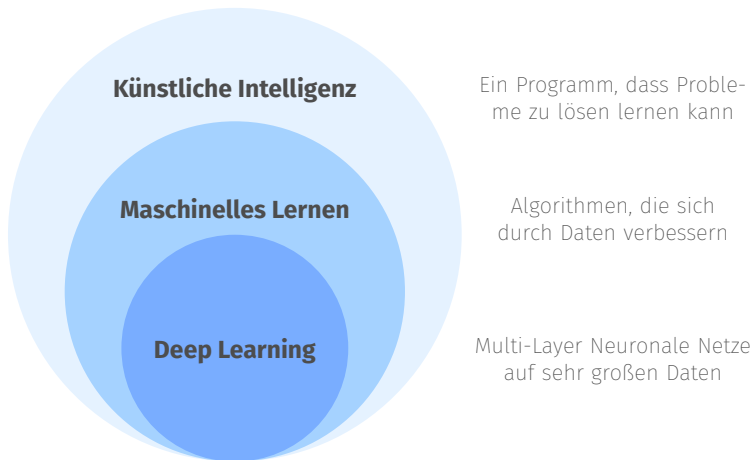 Künstliche Intelligenz
Ein Programm, dass Proble-
me zu lösen lernen kann
Maschinelles Lernen
Algorithmen, die sich
durch Daten verbessern
Deep Learning
Multi-Layer Neuronale Netze
auf sehr großen Daten